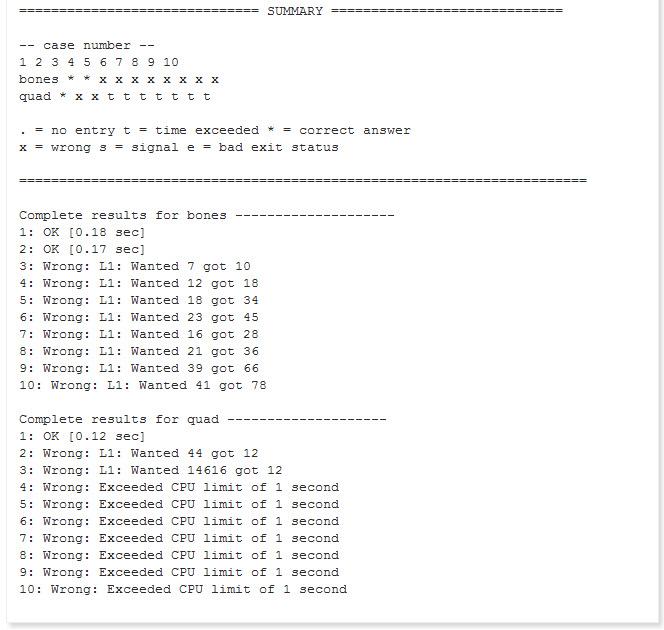 ============================== SUMMARY =============================
-- case number --
1 2 3 4 5 6 7 8 9 10
bones * * x x x x x x x x
quad * x x t t t t t t t
. = no entry t = time exceeded * = correct answer
x = wrong s = signal e = bad exit status
=======================================================================
Complete results for bones --------------------
1: OK [0.18 sec]
2: OK [0.17 sec]
3: Wrong: L1: Wanted 7 got 10
4: Wrong: L1: Wanted 12 got 18
5: Wrong: L1: Wanted 18 got 34
6: Wrong: L1: Wanted 23 got 45
7: Wrong: L1: Wanted 16 got 28
8: Wrong: L1: Wanted 21 got 36
9: Wrong: L1: Wanted 39 got 66
10: Wrong: L1: Wanted 41 got 78
Complete results for quad --------------------
1: OK [0.12 sec]
2: Wrong: L1: Wanted 44 got 12
3: Wrong: L1: Wanted 14616 got 12
4: Wrong: Exceeded CPU limit of 1 second
5: Wrong: Exceeded CPU limit of 1 second
6: Wrong: Exceeded CPU limit of 1 second
7: Wrong: Exceeded CPU limit of 1 second
8: Wrong: Exceeded CPU limit of 1 second
9: Wrong: Exceeded CPU limit of 1 second
10: Wrong: Exceeded CPU limit of 1 second